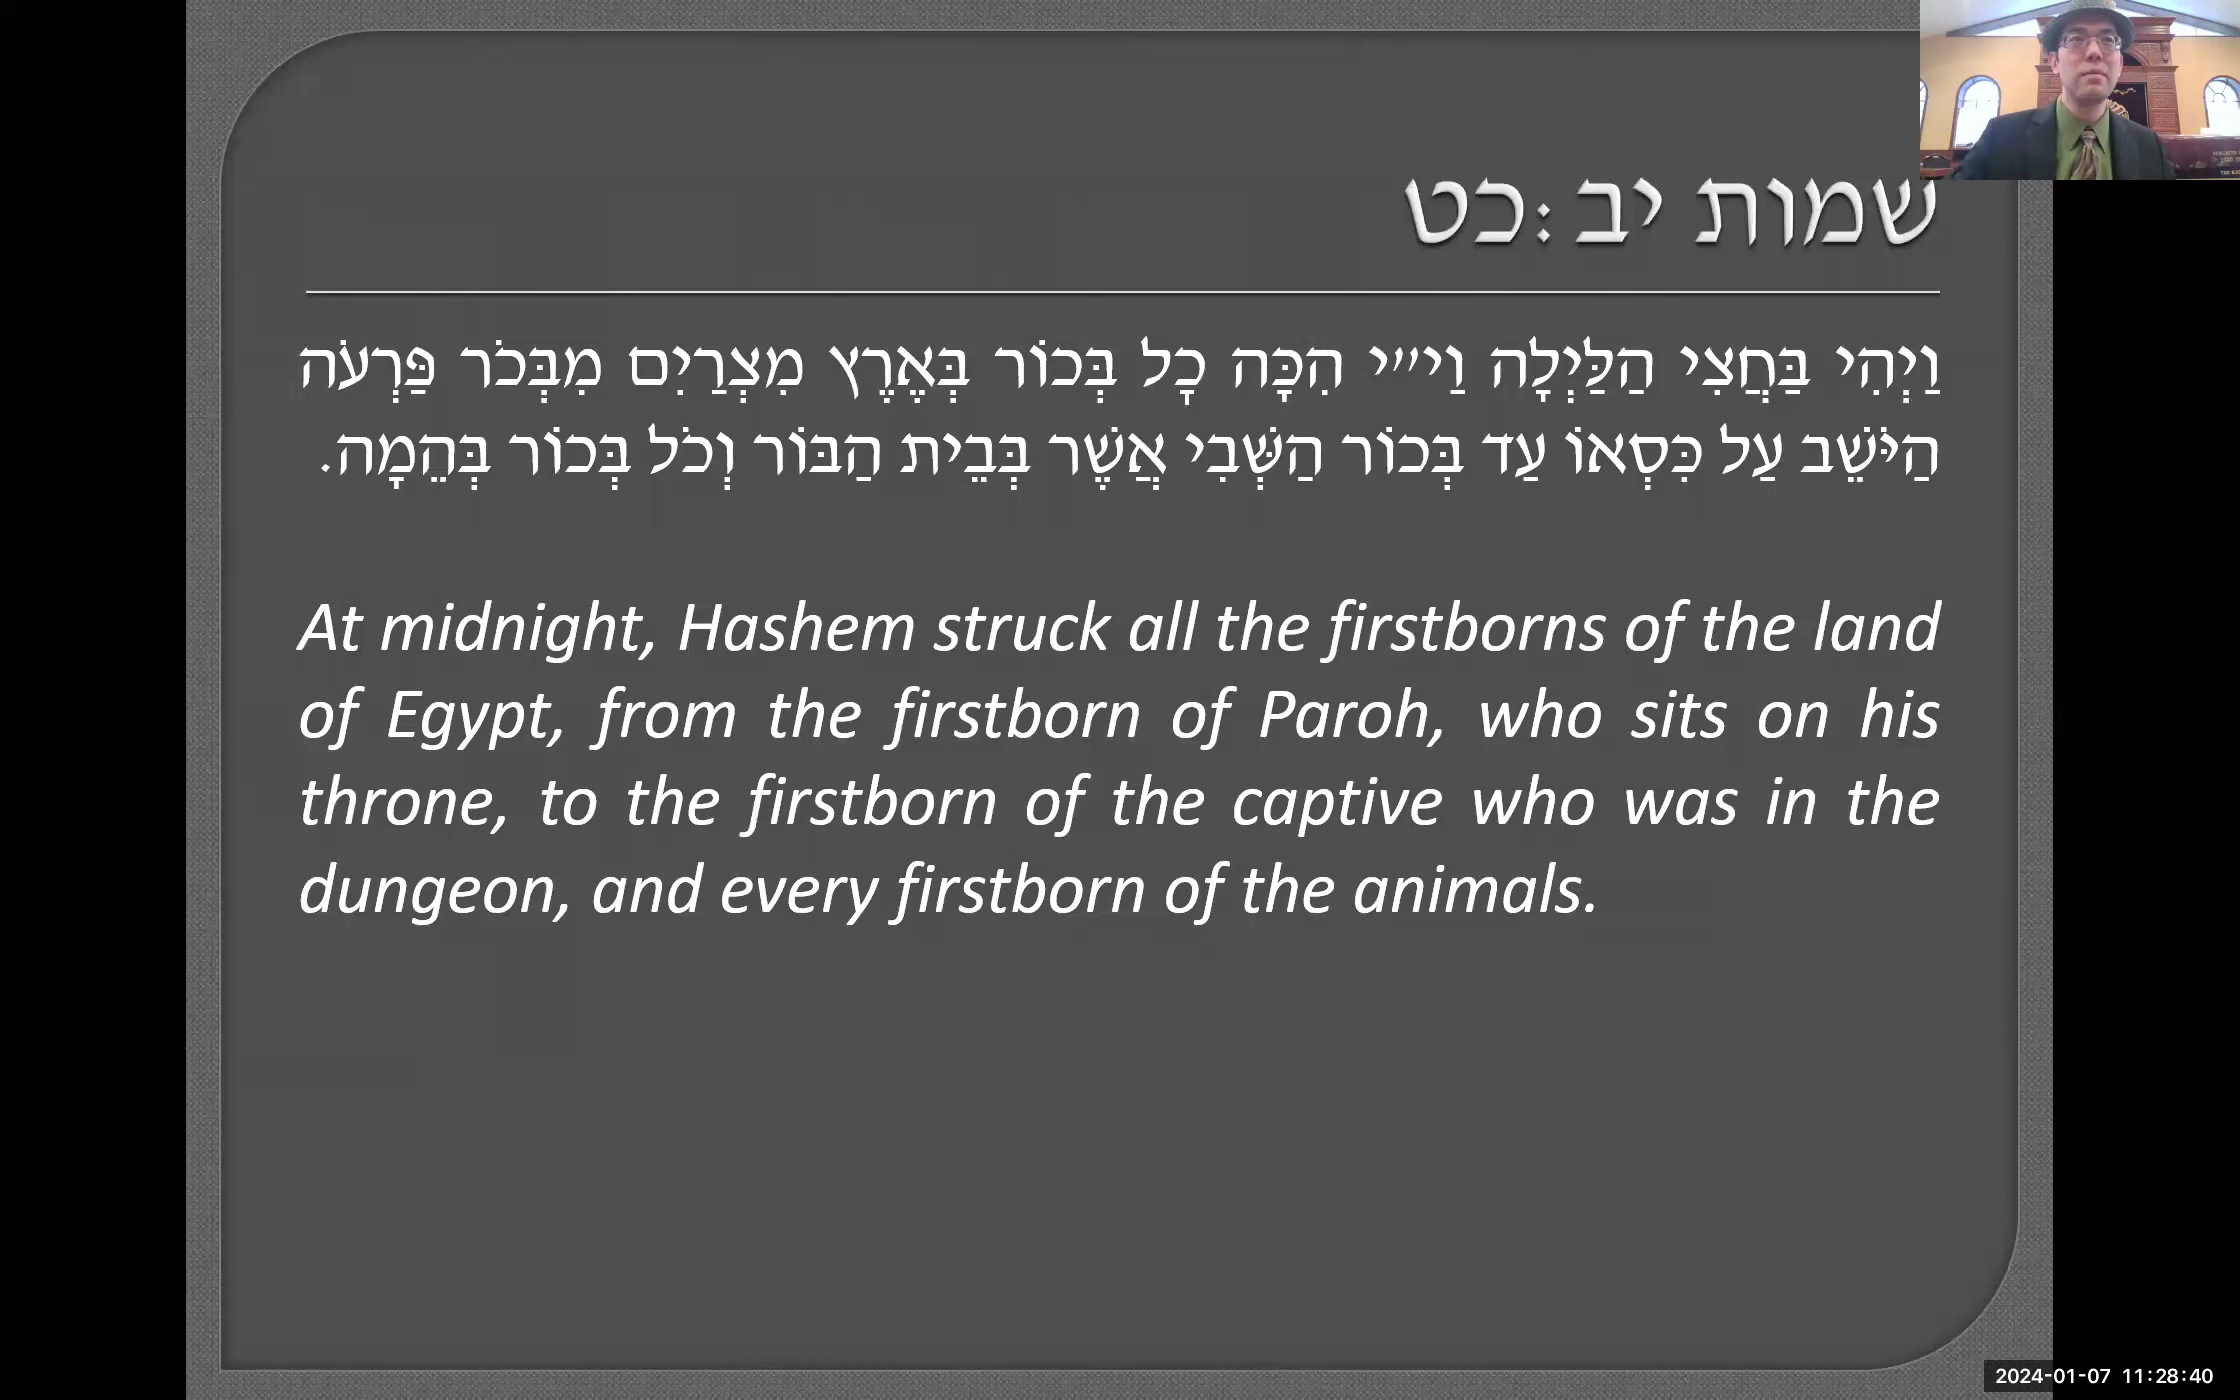 שמות יב:כט
וַיְהִי בַּחֲצִי הַלַּיְלָה וַי״י הִכָּה כָל בְּכוֹר בְּאֶרֶץ מִצְרַיִם מִבְּכֹר פַּרְעֹה
הַיֹּשֵׁב עַל כִּסְאוֹ עַד בְּכוֹר הַשְּׁבִי אֲשֶׁר בְּבֵית הַבּוֹר וְכֹל בְּכוֹר בְּהֵמָה.
At midnight, Hashem struck all the firstborns of the land
of Egypt, from the firstborn of Paroh, who sits on his
throne, to the firstborn of the captive who was in the
dungeon, and every firstborn of the animals.
2024-01-07 11:28:40